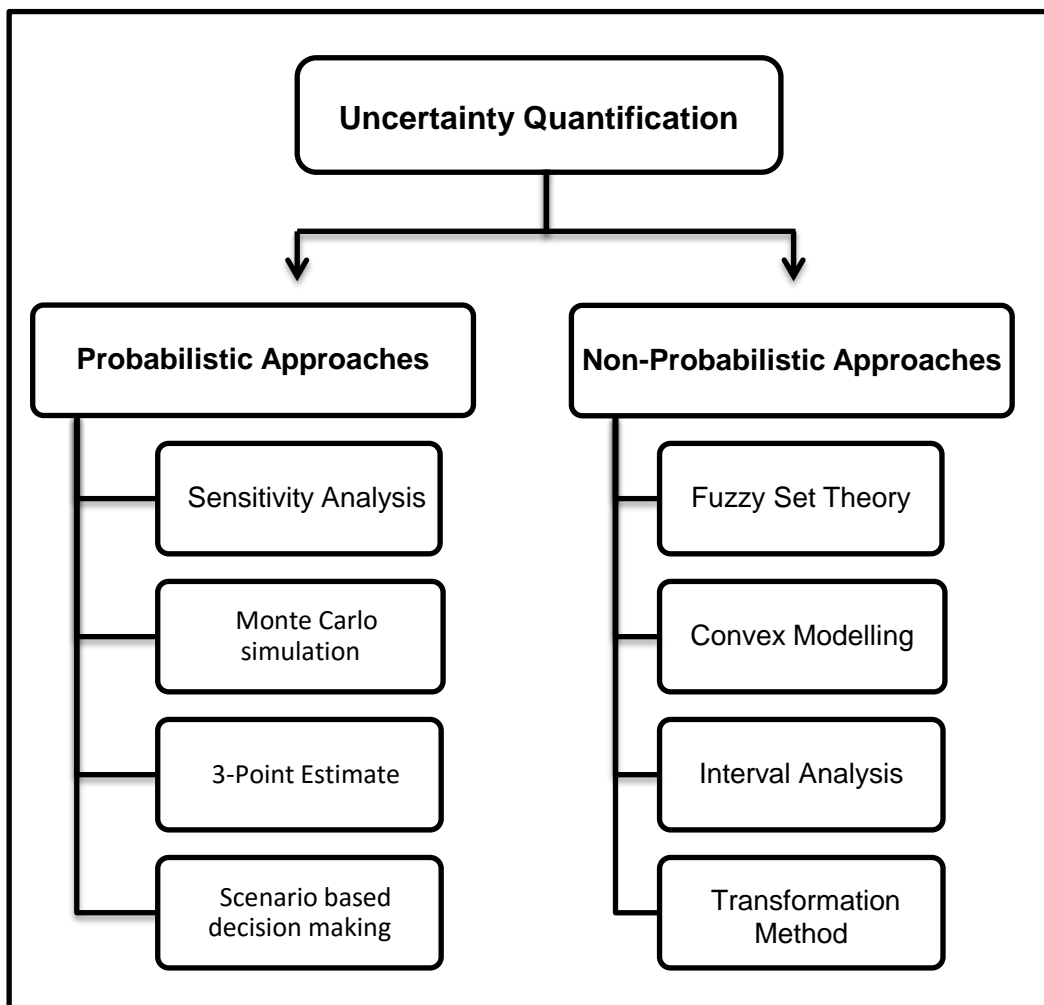 Uncertainty Quantification
Probabilistic Approaches
Sensitivity Analysis
Monte Carlo
simulation
3-Point Estimate
Scenario based
decision making
Non-Probabilistic Approaches
Fuzzy Set Theory
Convex Modelling
Interval Analysis
Transformation
Method